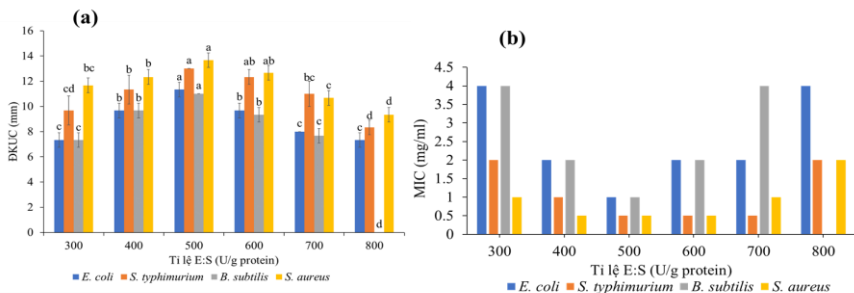 (a)
16
14
12
10
8
6
4
2
0
ĐKUC (mm)
c cd c bc
b b b b
a a a a
b ab b ab
c bc c c
c d d d
300 400 500 600 700 800
Tỉ lệ E:S (U/g protein)
E. coli S. typhimurium B. subtilis S. aureus
(b)
4.5
4
3.5
3
2.5
2
1.5
1
0.5
0
MIC (mg/ml)
300 400 500 600 700 800
Tỉ lệ E:S (U/g protein)
E. coli S. typhimurium B. subtilis S. aureus